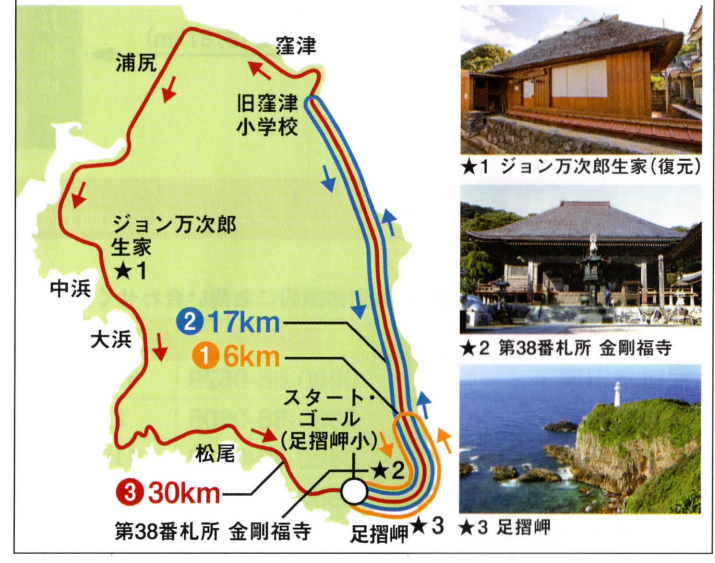 窪津
浦尻
旧窪津
小学校
ジョン万次郎
生家
★1
中浜
大浜
❷17km
❶6km
スタート・
ゴール
(足摺岬小)
★2
松尾
❸30km
第38番札所 金剛福寺
足摺岬★3
★1 ジョン万次郎生家(復元)
★2 第38番札所 金剛福寺
★3 足摺岬